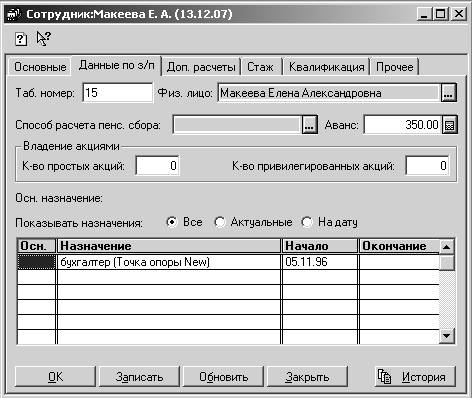 Сотрудник:Макеева Е. А. (13.12.07)
Основные Данные по з/п Доп. расчеты Стаж Квалификация Прочее
Таб. номер: 15 Физ. лицо: Макеева Елена Александровна ...
Способ расчета пенс. сбора: ... Аванс: 350.00
Владение акциями
К-во простых акций: 0 К-во привилегированных акций: 0
Осн. назначение:
Показывать назначения: Все Актуальные На дату
Осн. Назначение Начало Окончание
бухгалтер (Точка опоры New) 05.11.96
OK Записать Обновить Закрыть История